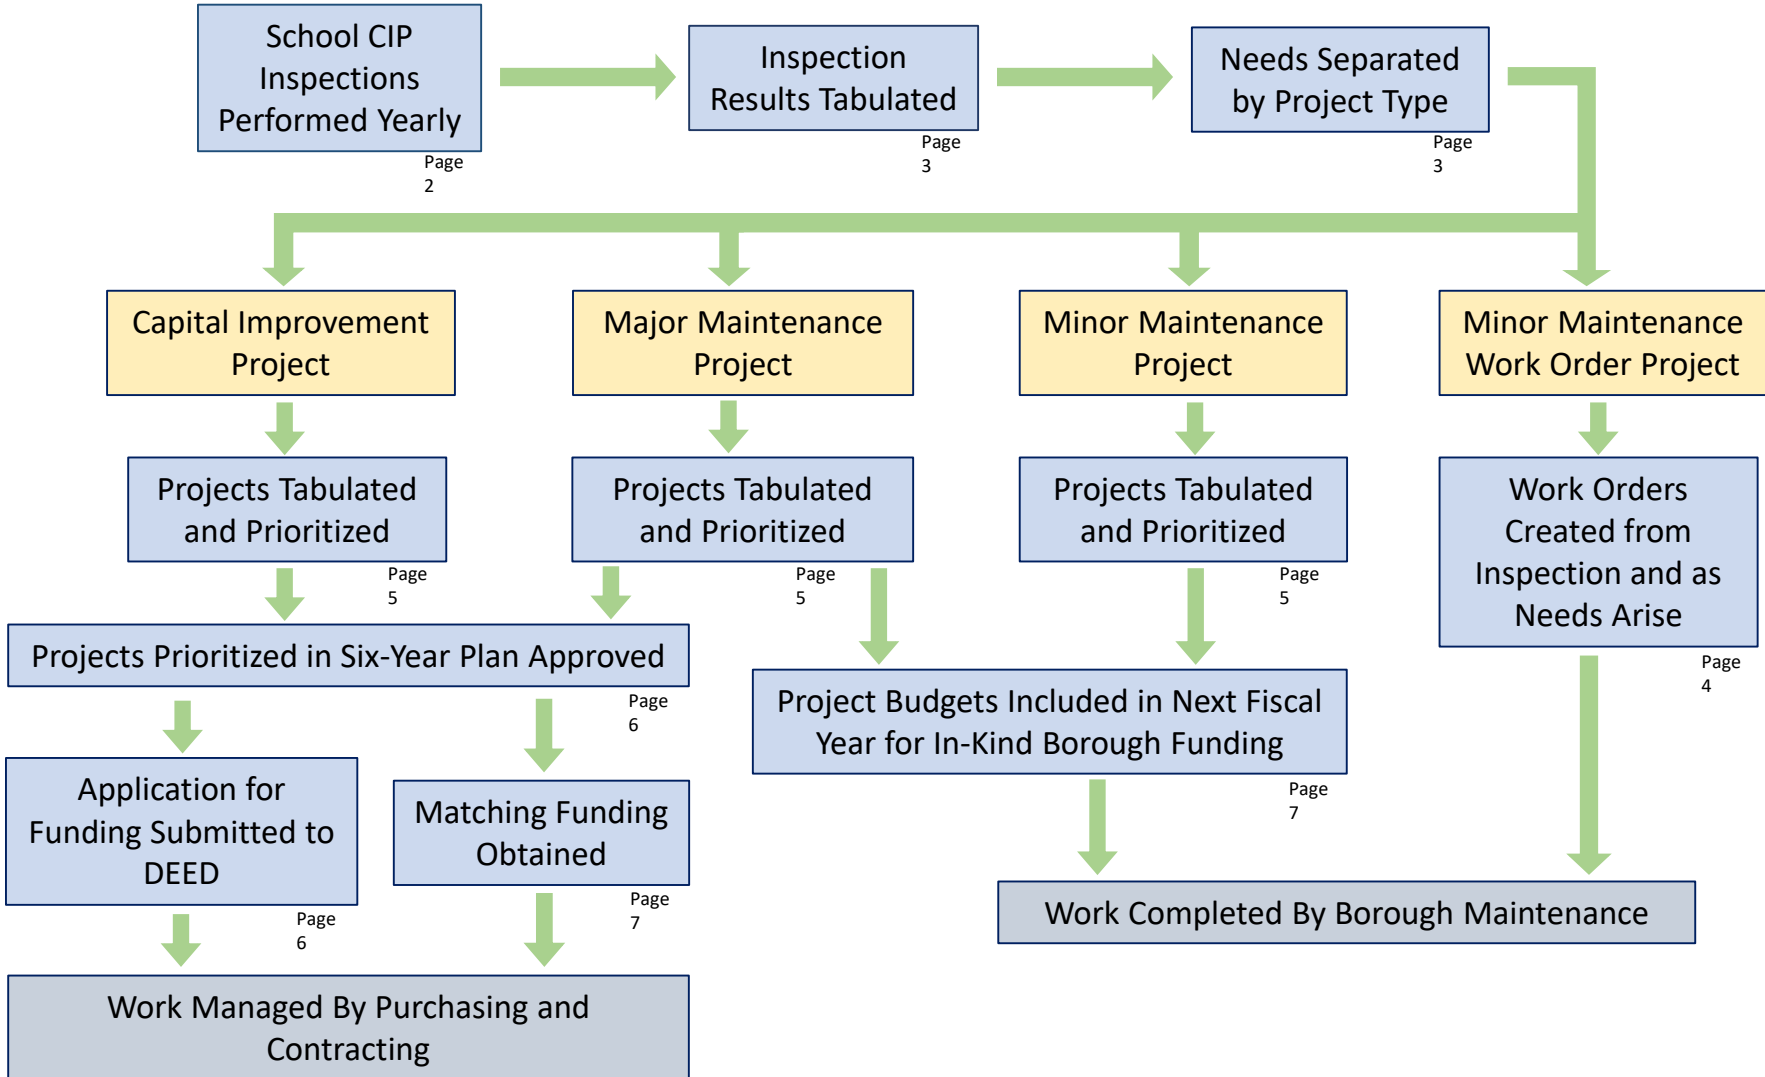 School CIP
Inspections
Performed Yearly
Page
2
Inspection
Results Tabulated
Page
3
Needs Separated
by Project Type
Page
3
Capital Improvement
Project
Major Maintenance
Project
Minor Maintenance
Project
Minor Maintenance
Work Order Project
Projects Tabulated
and Prioritized
Page
5
Projects Tabulated
and Prioritized
Page
5
Projects Tabulated
and Prioritized
Page
5
Work Orders
Created from
Inspection and as
Needs Arise
Page
4
Projects Prioritized in Six-Year Plan Approved
Page
6
Project Budgets Included in Next Fiscal
Year for In-Kind Borough Funding
Page
7
Application for
Funding Submitted to
DEED
Page
6
Matching Funding
Obtained
Page
7
Work Completed By Borough Maintenance
Work Managed By Purchasing and
Contracting